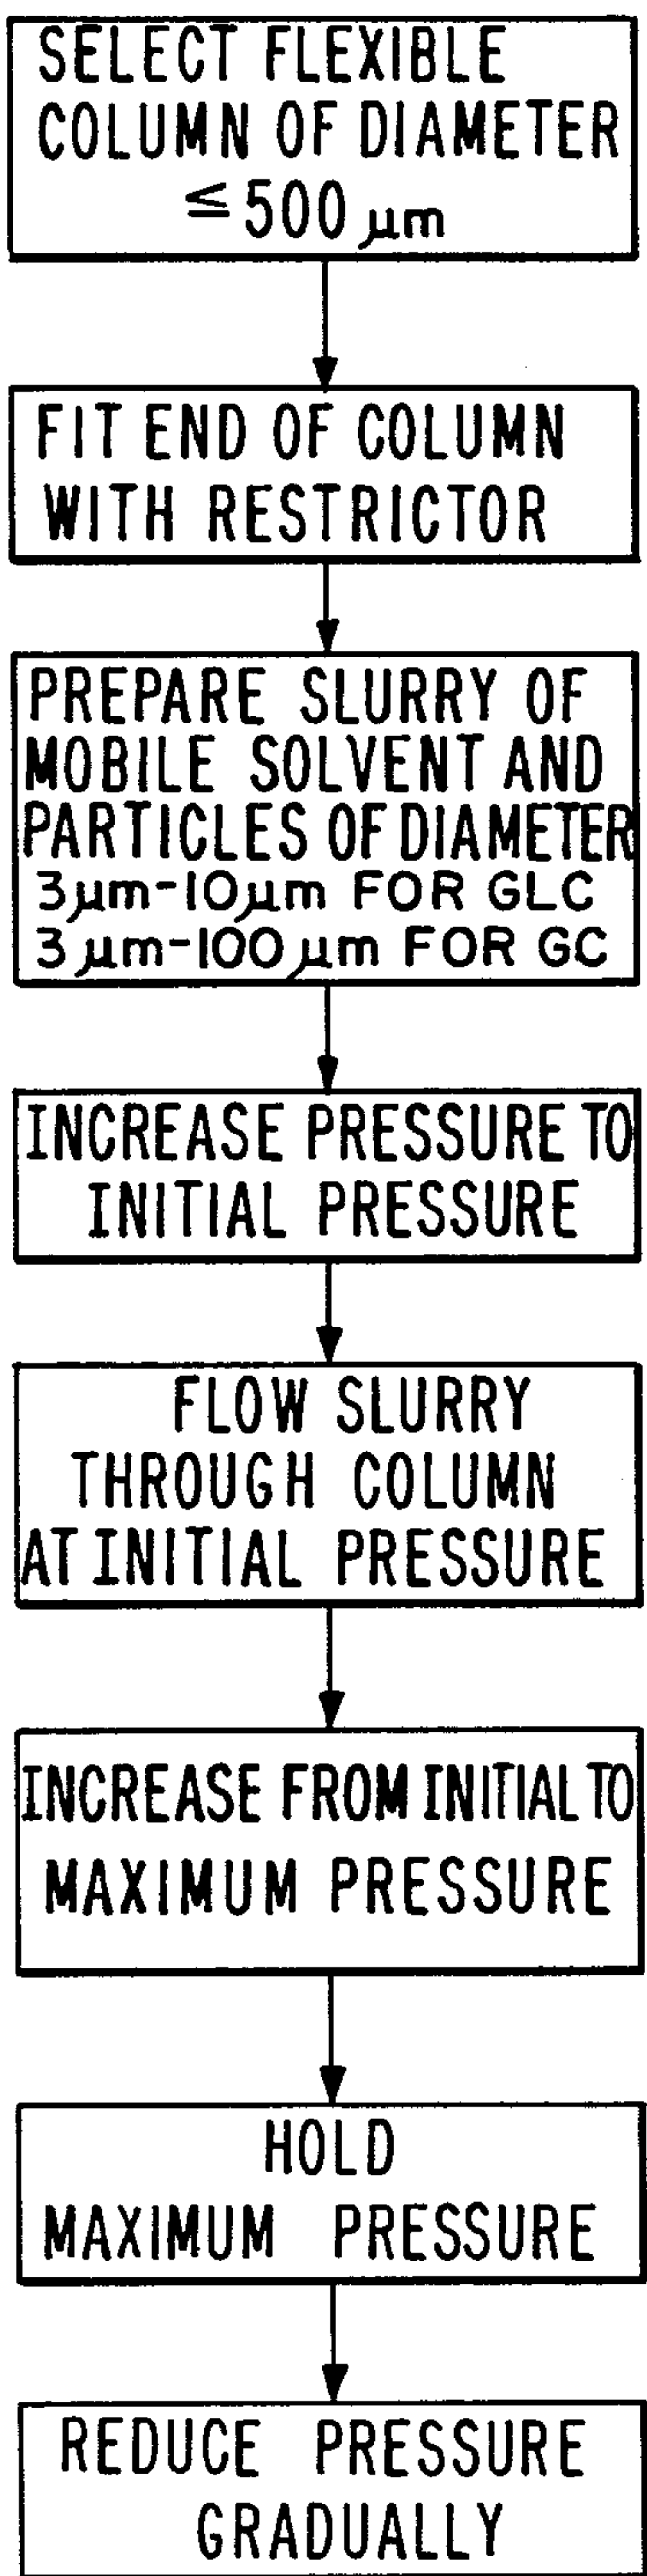 SELECT FLEXIBLE
COLUMN OF DIAMETER
≤ 500 µm
FIT END OF COLUMN
WITH RESTRICTOR
PREPARE SLURRY OF
MOBILE SOLVENT AND
PARTICLES OF DIAMETER
3µm-10µm FOR GLC
3µm-100µm FOR GC
INCREASE PRESSURE TO
INITIAL PRESSURE
FLOW SLURRY
THROUGH COLUMN
AT INITIAL PRESSURE
INCREASE FROM INITIAL TO
MAXIMUM PRESSURE
HOLD
MAXIMUM PRESSURE
REDUCE PRESSURE
GRADUALLY